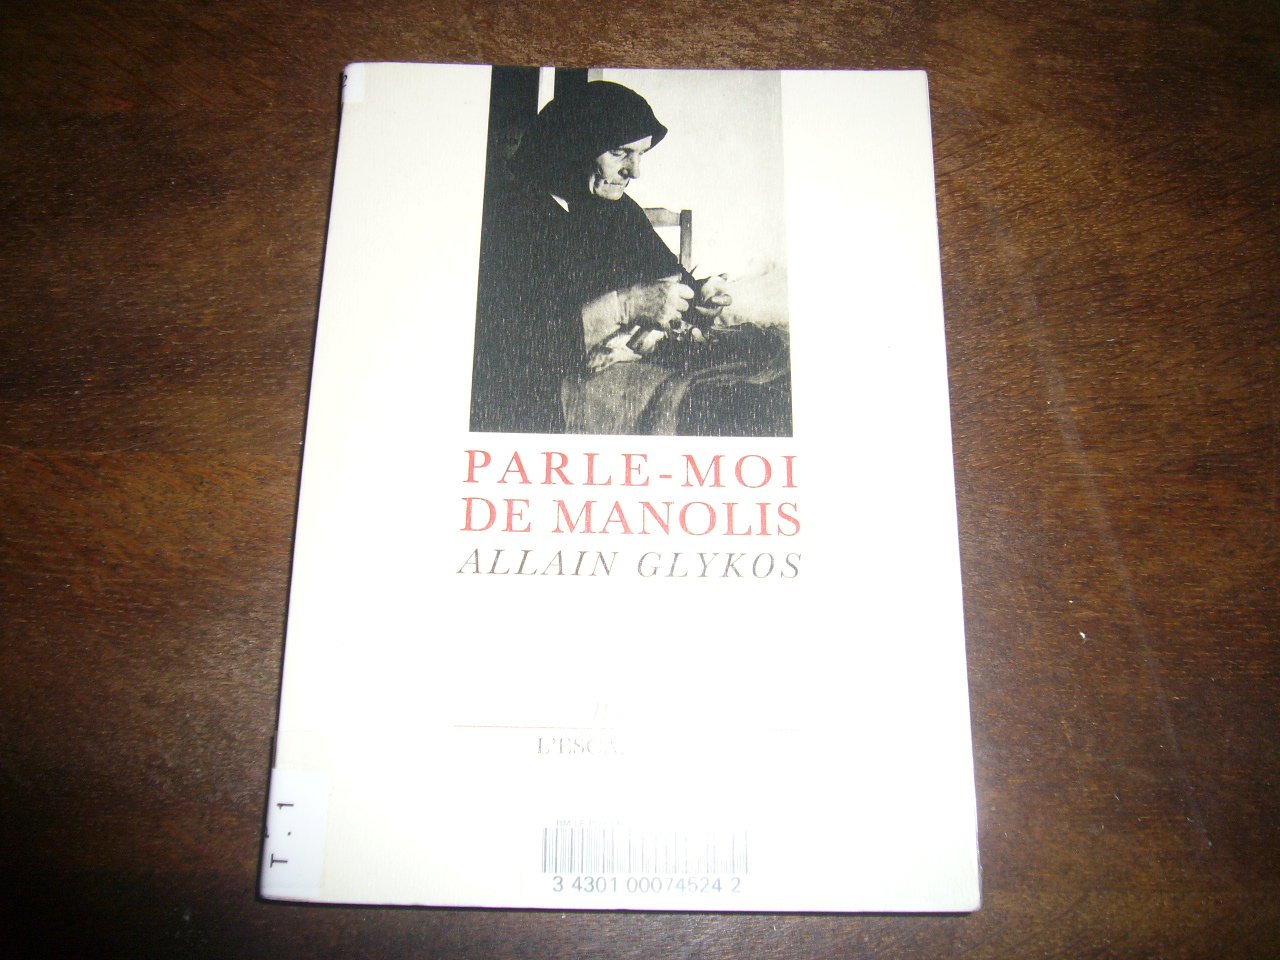 PARLE-MOI
DE MANOLIS
ALLAIN GLYKOS
3 4301 00074524 2
T . 1